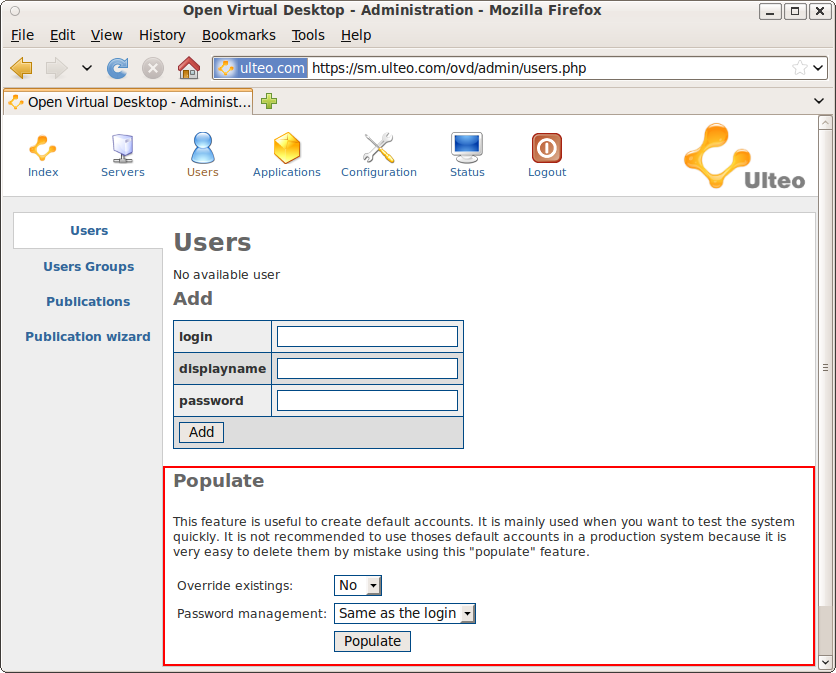 Open Virtual Desktop - Administration - Mozilla Firefox
File Edit View History Bookmarks Tools Help
ulteo.com https://sm.ulteo.com/ovd/admin/users.php
Open Virtual Desktop - Administ...
Index Servers Users Applications Configuration Status Logout
Ulteo
Users
Users Groups
Publications
Publication wizard
Users
No available user
Add
login
displayname
password
Add
Populate
This feature is useful to create default accounts. It is mainly used when you want to test the system
quickly. It is not recommended to use thoses default accounts in a production system because it is
very easy to delete them by mistake using this "populate" feature.
Override existings: No
Password management: Same as the login
Populate